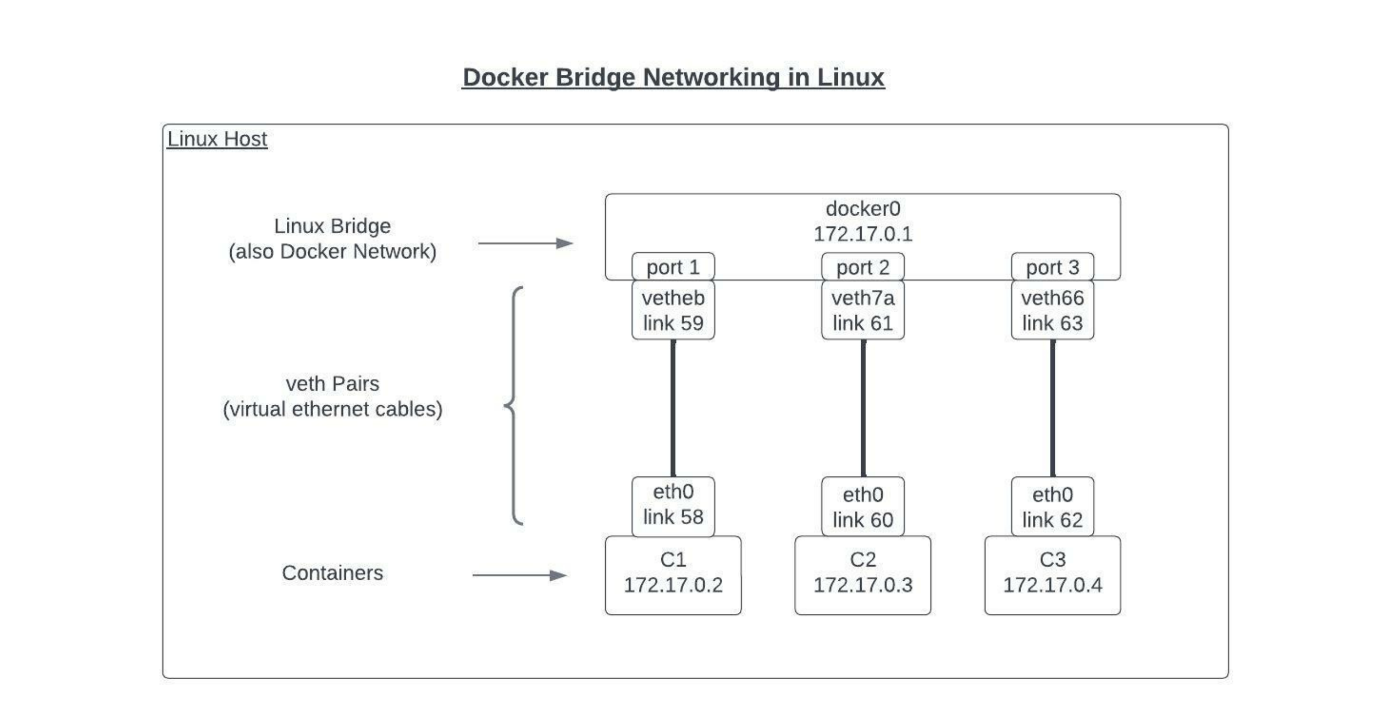 Docker Bridge Networking in Linux
Linux Host
Linux Bridge
(also Docker Network)
docker0
172.17.0.1
port 1
port 2
port 3
vetheb
link 59
veth7a
link 61
veth66
link 63
veth Pairs
(virtual ethernet cables)
eth0
link 58
eth0
link 60
eth0
link 62
Containers
C1
172.17.0.2
C2
172.17.0.3
C3
172.17.0.4